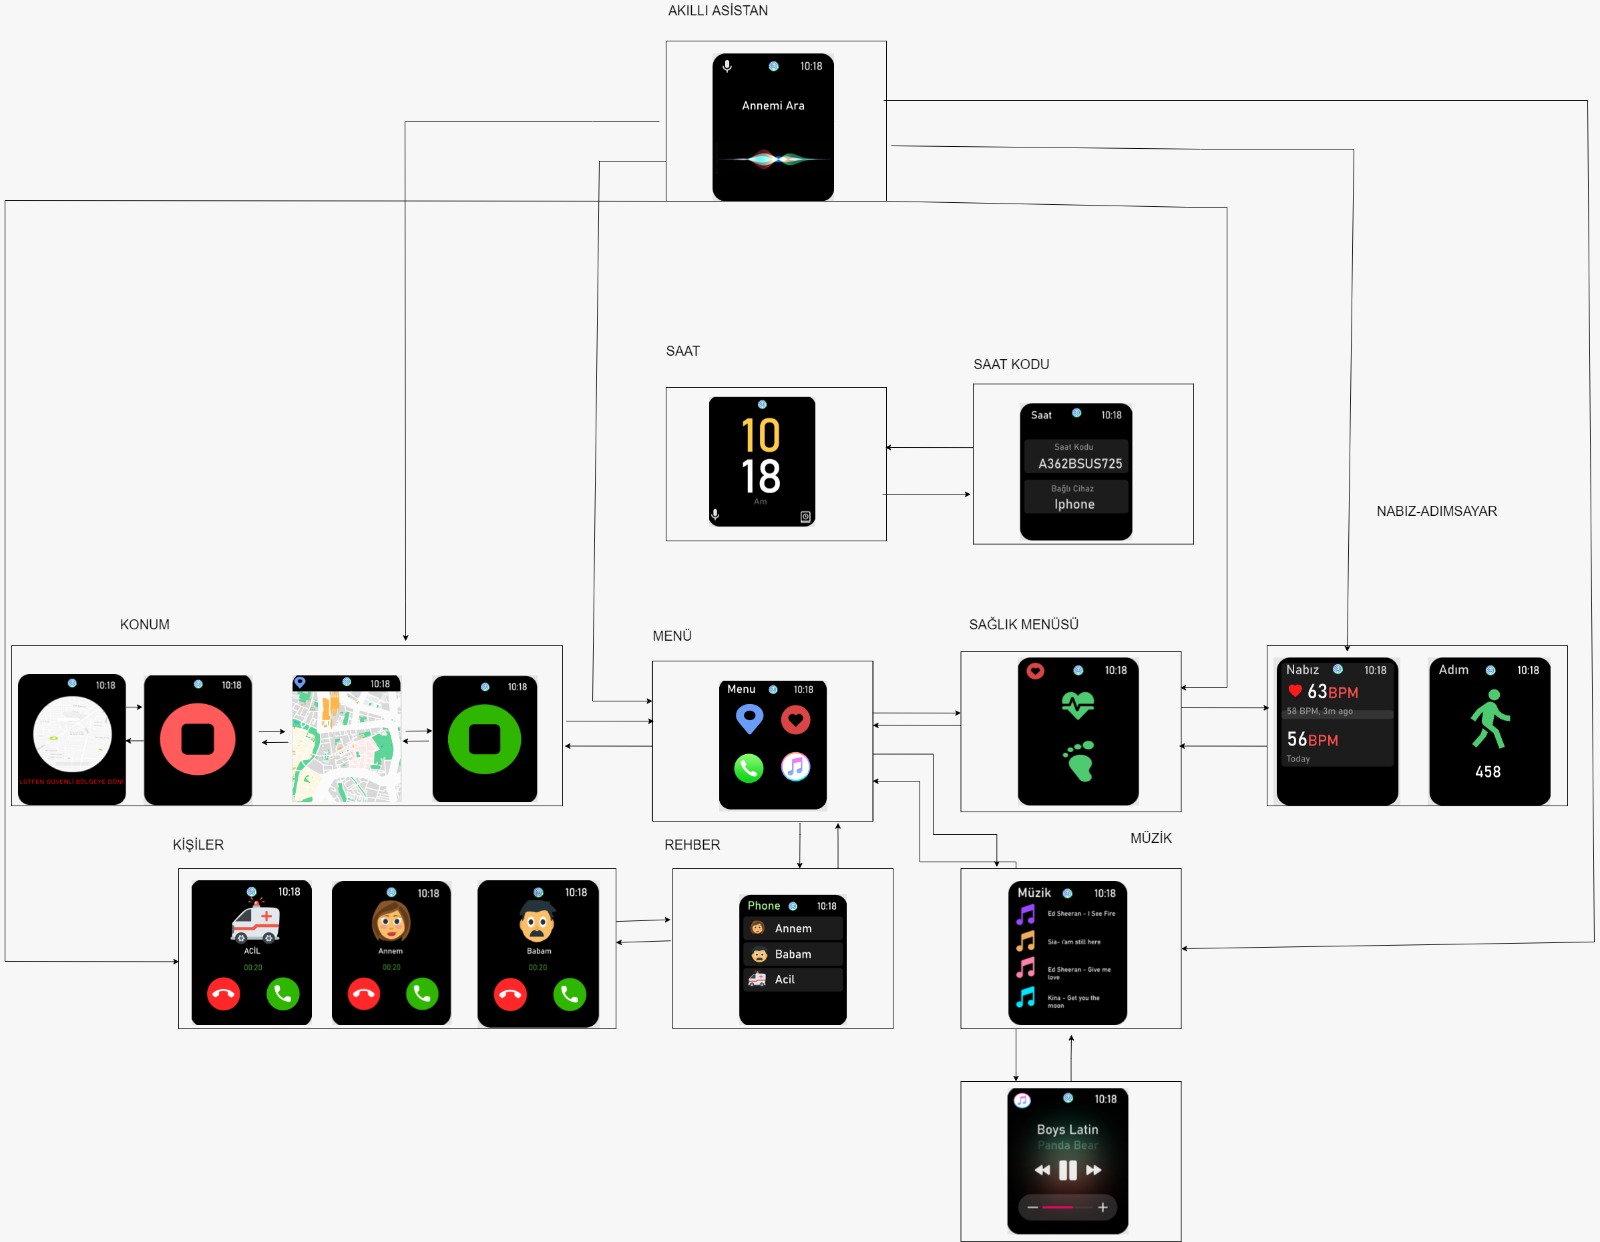 AKILLI ASİSTAN
10:18
Annemi Ara
SAAT
10
18
Am
SAAT KODU
Saat 10:18
Saat Kodu
A362BSUS725
Bağlı Cihaz
Iphone
NABIZ-ADIMSAYAR
KONUM
10:18
LÜTFEN GÜVENLİ BÖLGEYE DÖN!
10:18
10:18
10:18
MENÜ
Menu 10:18
SAĞLIK MENÜSÜ
10:18
Nabız 10:18
63BPM
58 BPM, 3m ago
56BPM
Today
Adım 10:18
458
KİŞİLER
10:18
ACİL
00:20
10:18
Annem
00:20
10:18
Babam
00:20
REHBER
Phone 10:18
Annem
Babam
Acil
MÜZİK
Müzik 10:18
Ed Sheeran - I See Fire
Sia- i'am still here
Ed Sheeran - Give me
love
Kina - Get you the
moon
10:18
Boys Latin
Panda Bear